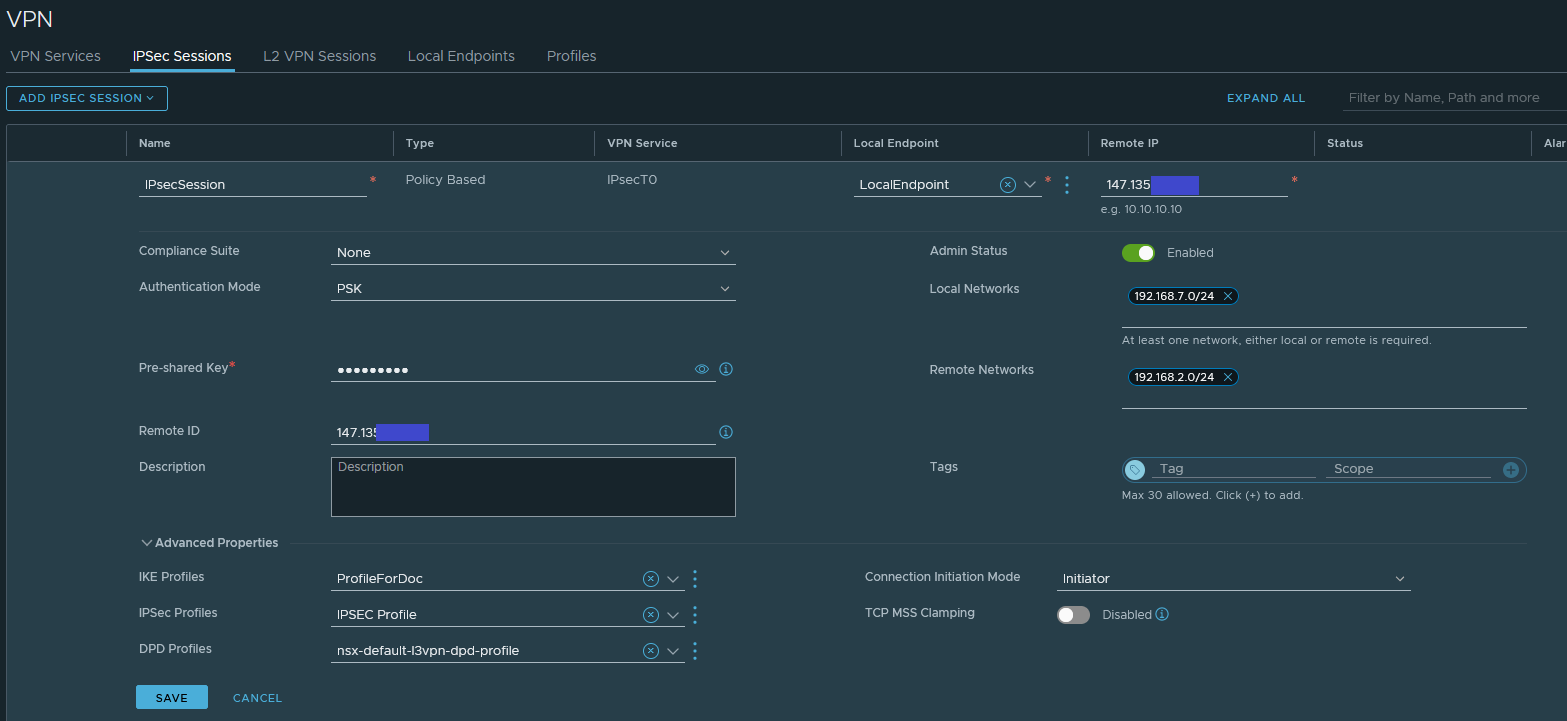 VPN
VPN Services IPSec Sessions L2 VPN Sessions Local Endpoints Profiles
ADD IPSEC SESSION EXPAND ALL Filter by Name, Path and more
Name Type VPN Service Local Endpoint Remote IP Status Alar
IPsecSession * Policy Based IPsecT0 LocalEndpoint * 147.135 *
e.g. 10.10.10.10
Compliance Suite None Admin Status Enabled
Authentication Mode PSK Local Networks 192.168.7.0/24
At least one network, either local or remote is required.
Pre-shared Key* ••••••••• Remote Networks 192.168.2.0/24
Remote ID 147.135
Description Description Tags Tag Scope
Max 30 allowed. Click (+) to add.
Advanced Properties
IKE Profiles ProfileForDoc Connection Initiation Mode Initiator
IPSec Profiles IPSEC Profile TCP MSS Clamping Disabled
DPD Profiles nsx-default-l3vpn-dpd-profile
SAVE CANCEL